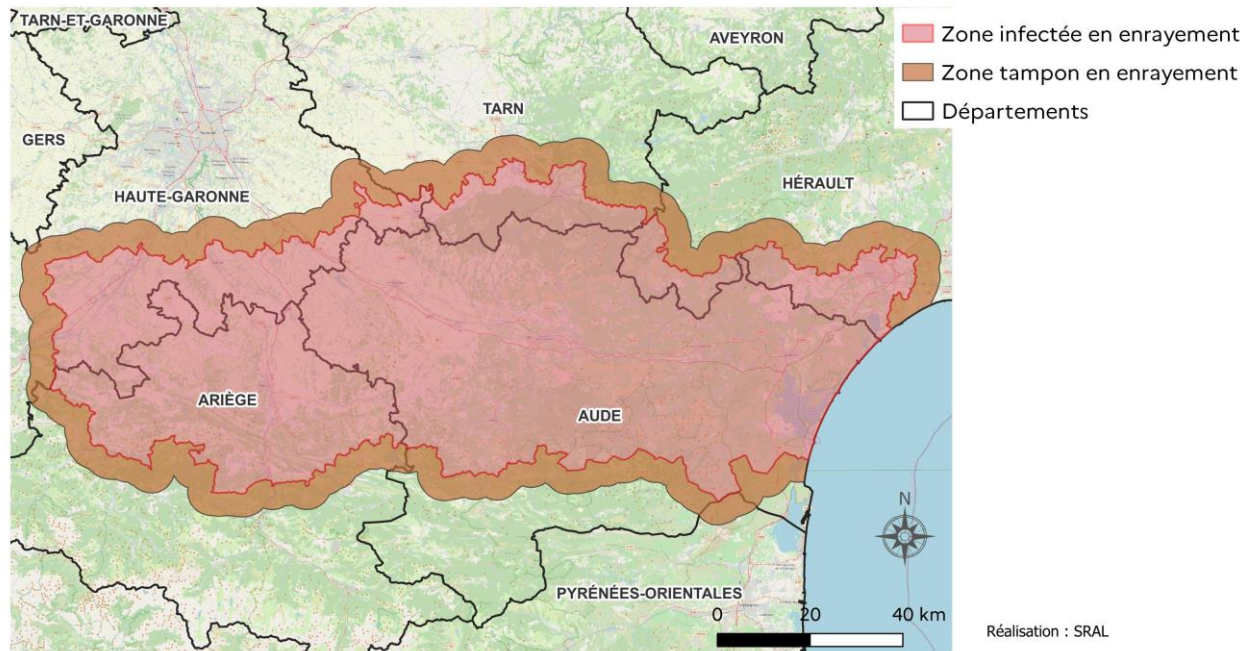 TARN-ET-GARONNE
AVEYRON
Zone infectée en enrayement
Zone tampon en enrayement
Départements
TARN
GERS
HÉRAULT
HAUTE-GARONNE
ARIÈGE
AUDE
N
PYRÉNÉES-ORIENTALES
0 20 40 km
Réalisation : SRAL